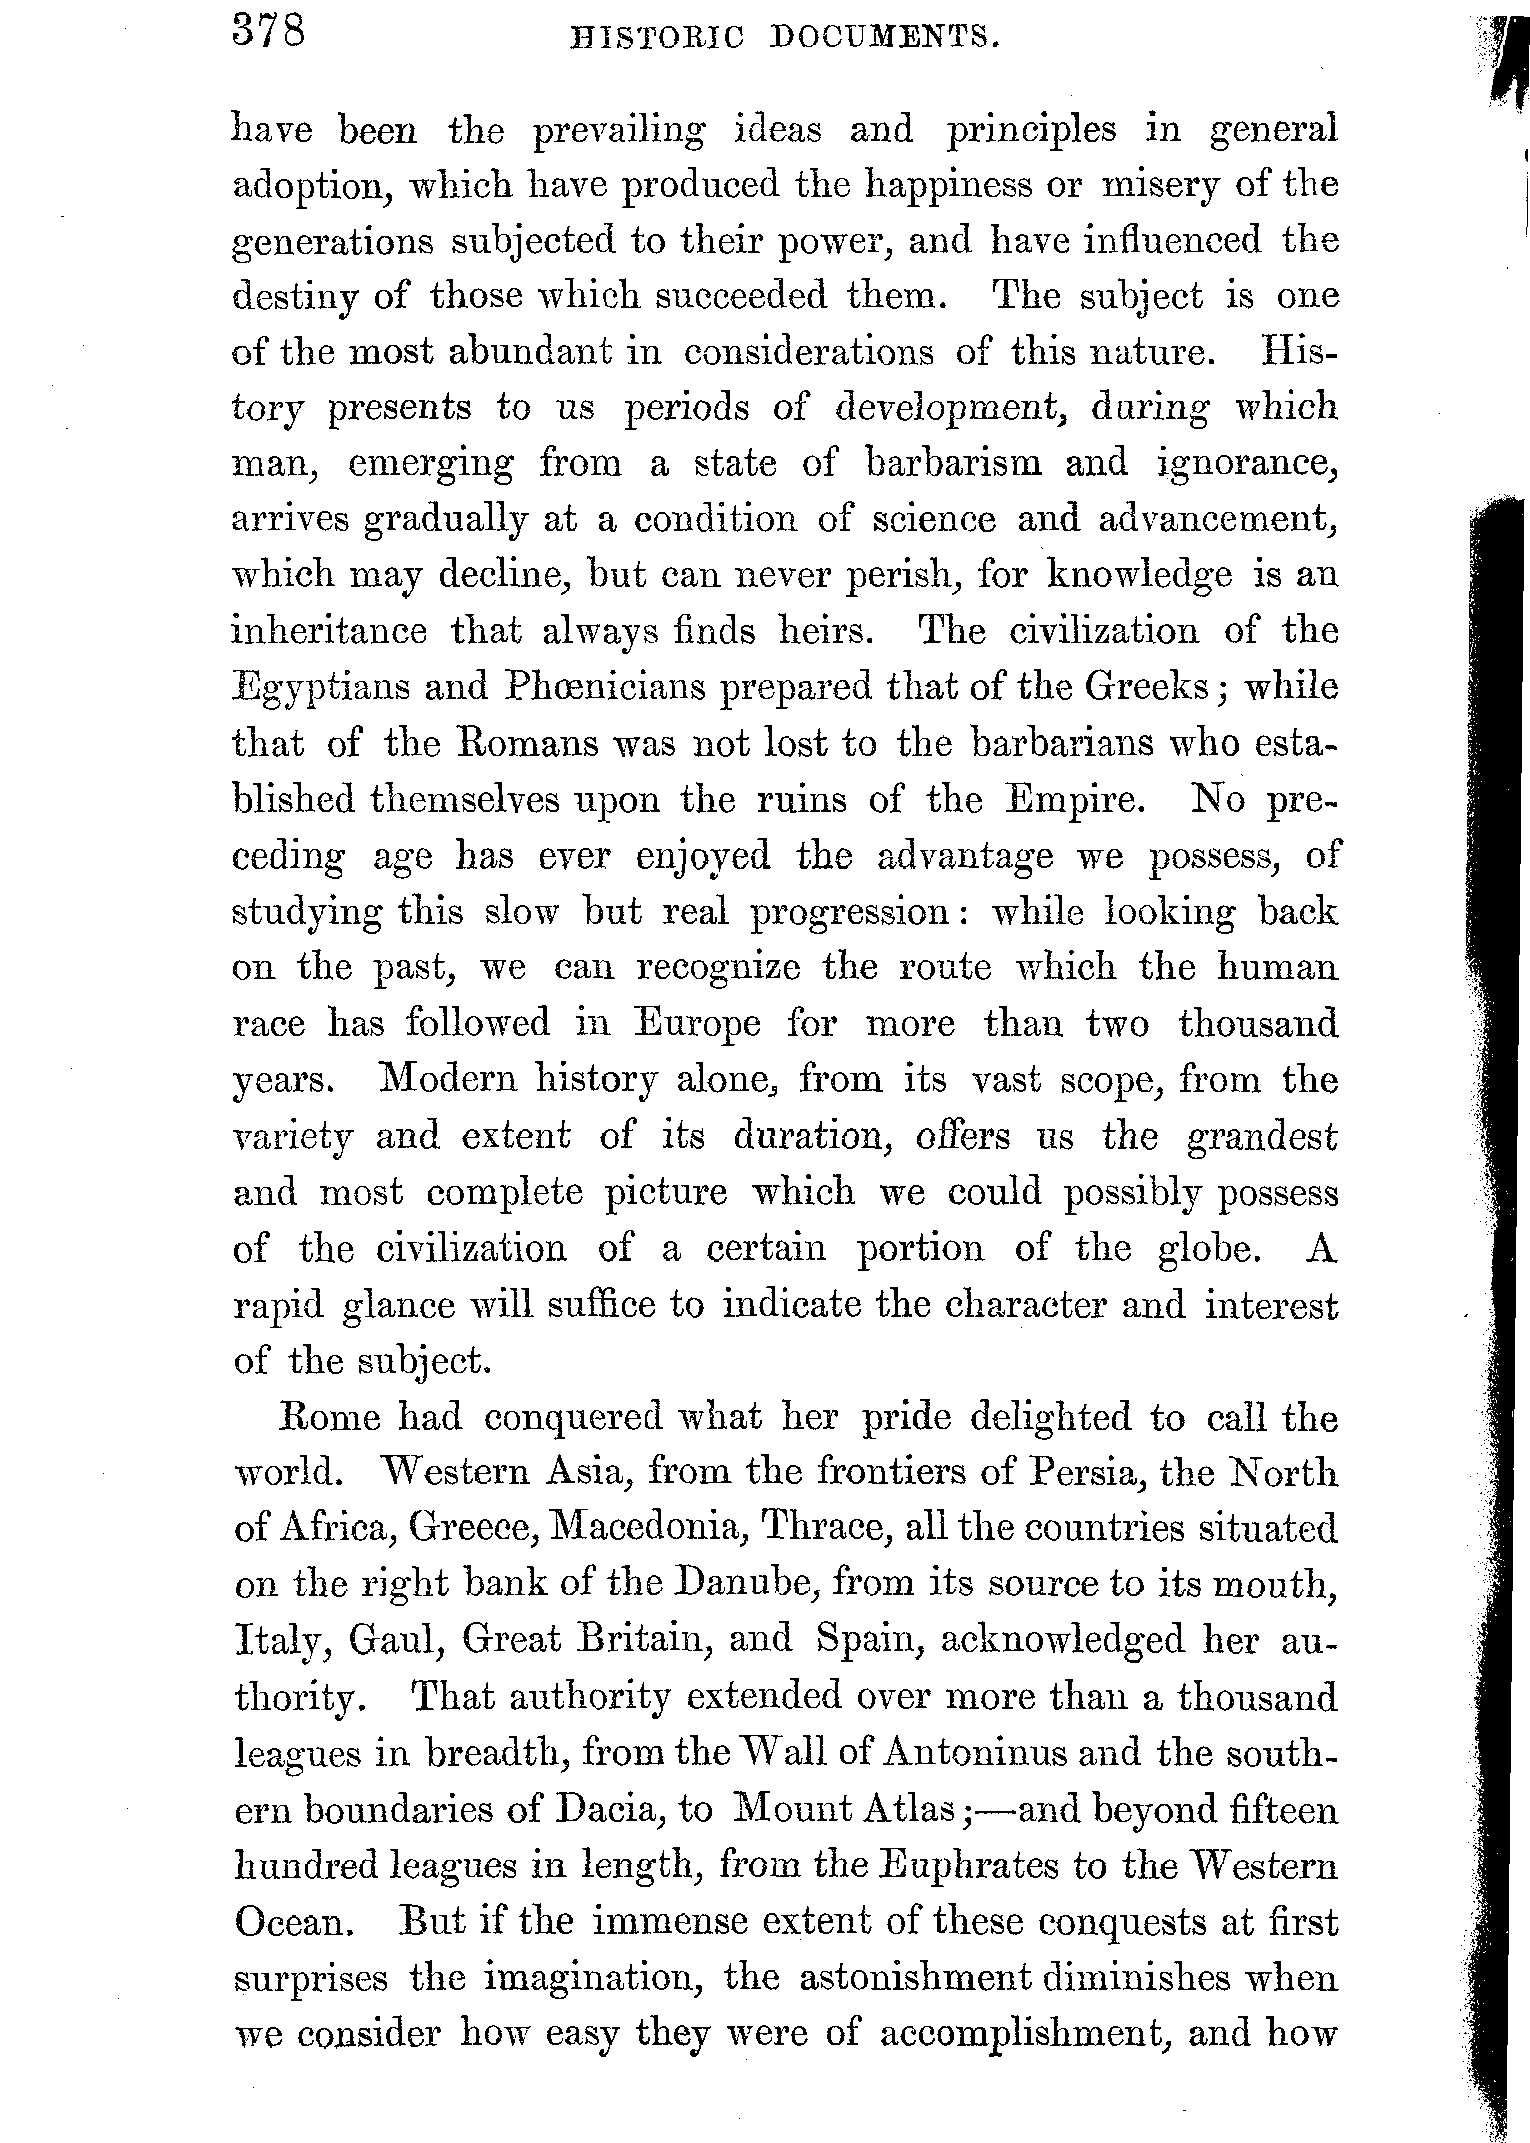 378 HISTORIC DOCUMENTS.
have been the prevailing ideas and principles in general
adoption, which have produced the happiness or misery of the
generations subjected to their power, and have influenced the
destiny of those which succeeded them. The subject is one
of the most abundant in considerations of this nature. His-
tory presents to us periods of development, during which
man, emerging from a state of barbarism and ignorance,
arrives gradually at a condition of science and advancement,
which may decline, but can never perish, for knowledge is an
inheritance that always finds heirs. The civilization of the
Egyptians and Phœnicians prepared that of the Greeks; while
that of the Romans was not lost to the barbarians who esta-
blished themselves upon the ruins of the Empire. No pre-
ceding age has ever enjoyed the advantage we possess, of
studying this slow but real progression: while looking back
on the past, we can recognize the route which the human
race has followed in Europe for more than two thousand
years. Modern history alone, from its vast scope, from the
variety and extent of its duration, offers us the grandest
and most complete picture which we could possibly possess
of the civilization of a certain portion of the globe. A
rapid glance will suffice to indicate the character and interest
of the subject.
Rome had conquered what her pride delighted to call the
world. Western Asia, from the frontiers of Persia, the North
of Africa, Greece, Macedonia, Thrace, all the countries situated
on the right bank of the Danube, from its source to its mouth,
Italy, Gaul, Great Britain, and Spain, acknowledged her au-
thority. That authority extended over more than a thousand
leagues in breadth, from the Wall of Antoninus and the south-
ern boundaries of Dacia, to Mount Atlas;—and beyond fifteen
hundred leagues in length, from the Euphrates to the Western
Ocean. But if the immense extent of these conquests at first
surprises the imagination, the astonishment diminishes when
we consider how easy they were of accomplishment, and how